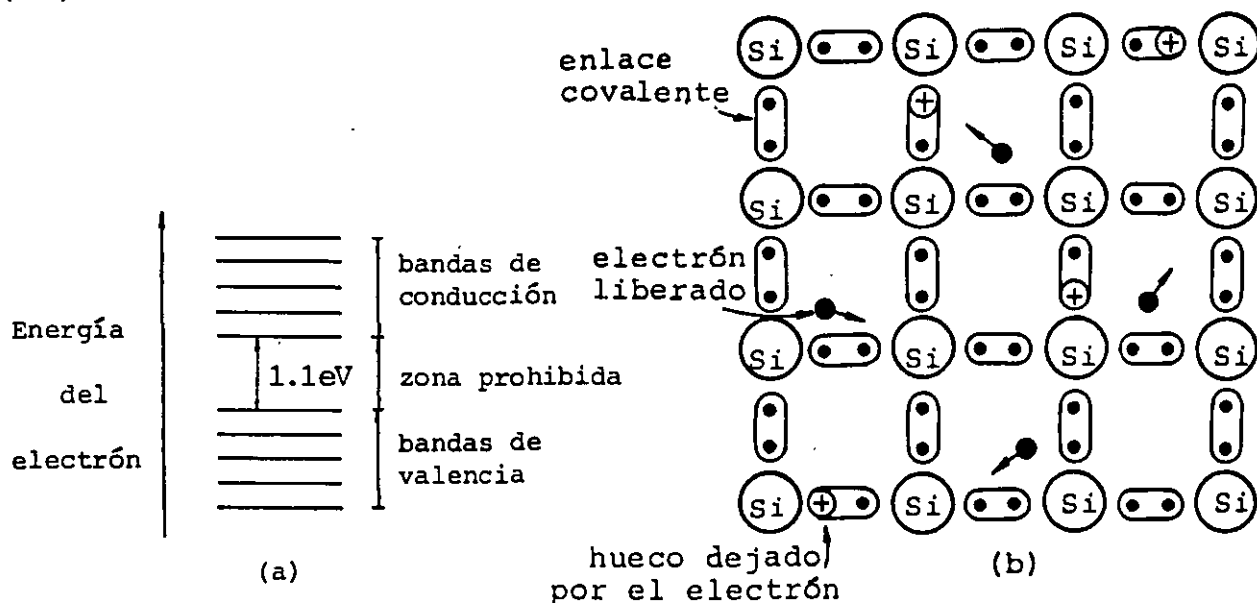 Energía
del
electrón
bandas de
conducción
1.1eV
zona prohibida
bandas de
valencia
(a)
enlace
covalente
Si Si Si Si
Si Si Si Si
electrón
liberado
Si Si Si Si
Si Si Si Si
hueco dejado
por el electrón
(b)